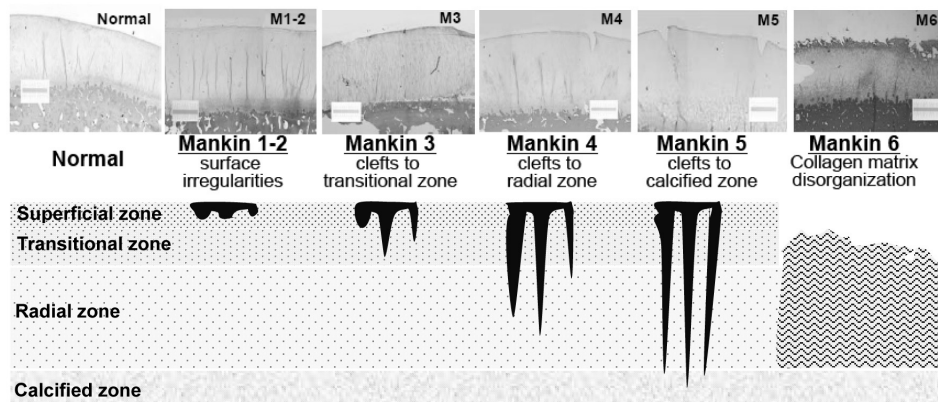 Normal
M1-2
M3
M4
M5
M6
Normal
Mankin 1-2
surface
irregularities
Mankin 3
clefts to
transitional zone
Mankin 4
clefts to
radial zone
Mankin 5
clefts to
calcified zone
Mankin 6
Collagen matrix
disorganization
Superficial zone
Transitional zone
Radial zone
Calcified zone